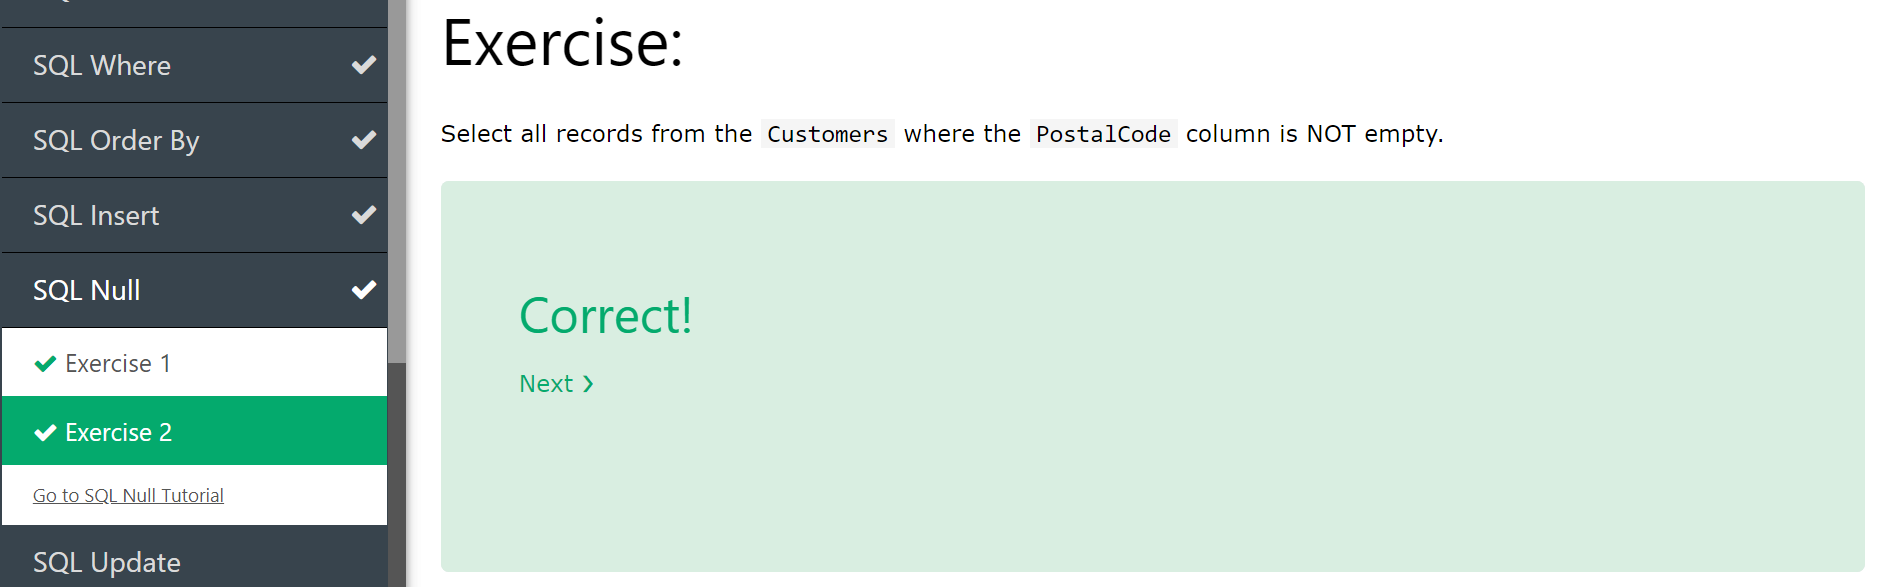 SQL Where
SQL Order By
SQL Insert
SQL Null
Exercise 1
Exercise 2
Go to SQL Null Tutorial
SQL Update
Exercise:
Select all records from the Customers where the PostalCode column is NOT empty.
Correct!
Next ❯